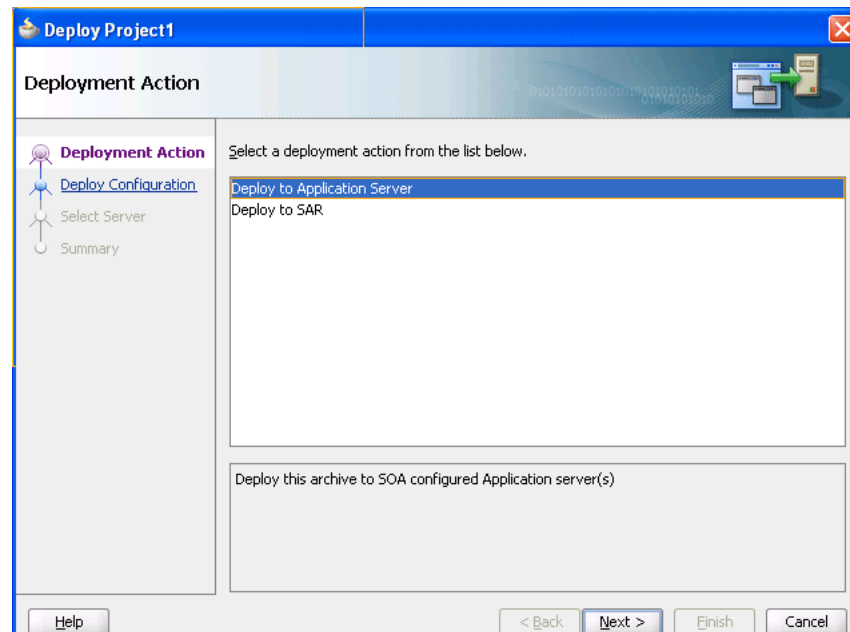 Deploy Project1
Deployment Action
Deployment Action
Deploy Configuration
Select Server
Summary
Select a deployment action from the list below.
Deploy to Application Server
Deploy to SAR
Deploy this archive to SOA configured Application server(s)
Help
< Back
Next >
Finish
Cancel